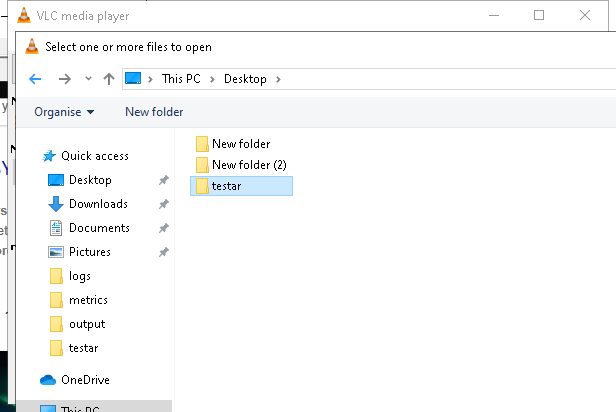 VLC media player
Select one or more files to open
This PC > Desktop >
Organise New folder
New folder
New folder (2)
testar
Quick access
Desktop
Downloads
Documents
Pictures
logs
metrics
output
testar
OneDrive
This PC